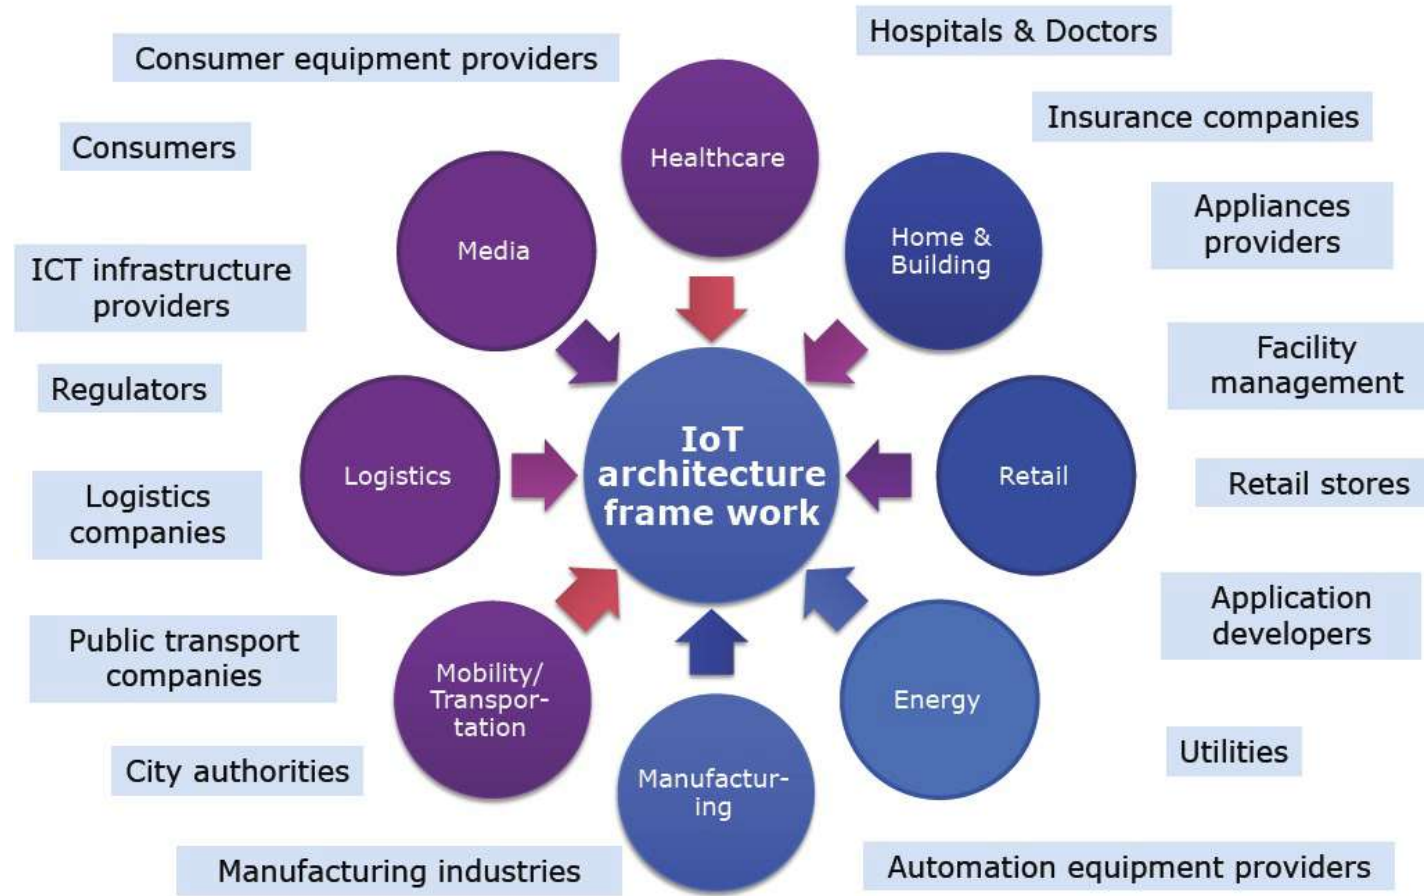 Hospitals & Doctors
Consumer equipment providers
Insurance companies
Consumers
Healthcare
Appliances
providers
Media
Home &
Building
ICT infrastructure
providers
Facility
management
Regulators
IoT
architecture
frame work
Logistics
Retail
Retail stores
Logistics
companies
Application
developers
Public transport
companies
Mobility/
Transpor-
tation
Energy
Utilities
City authorities
Manufactur-
ing
Manufacturing industries
Automation equipment providers